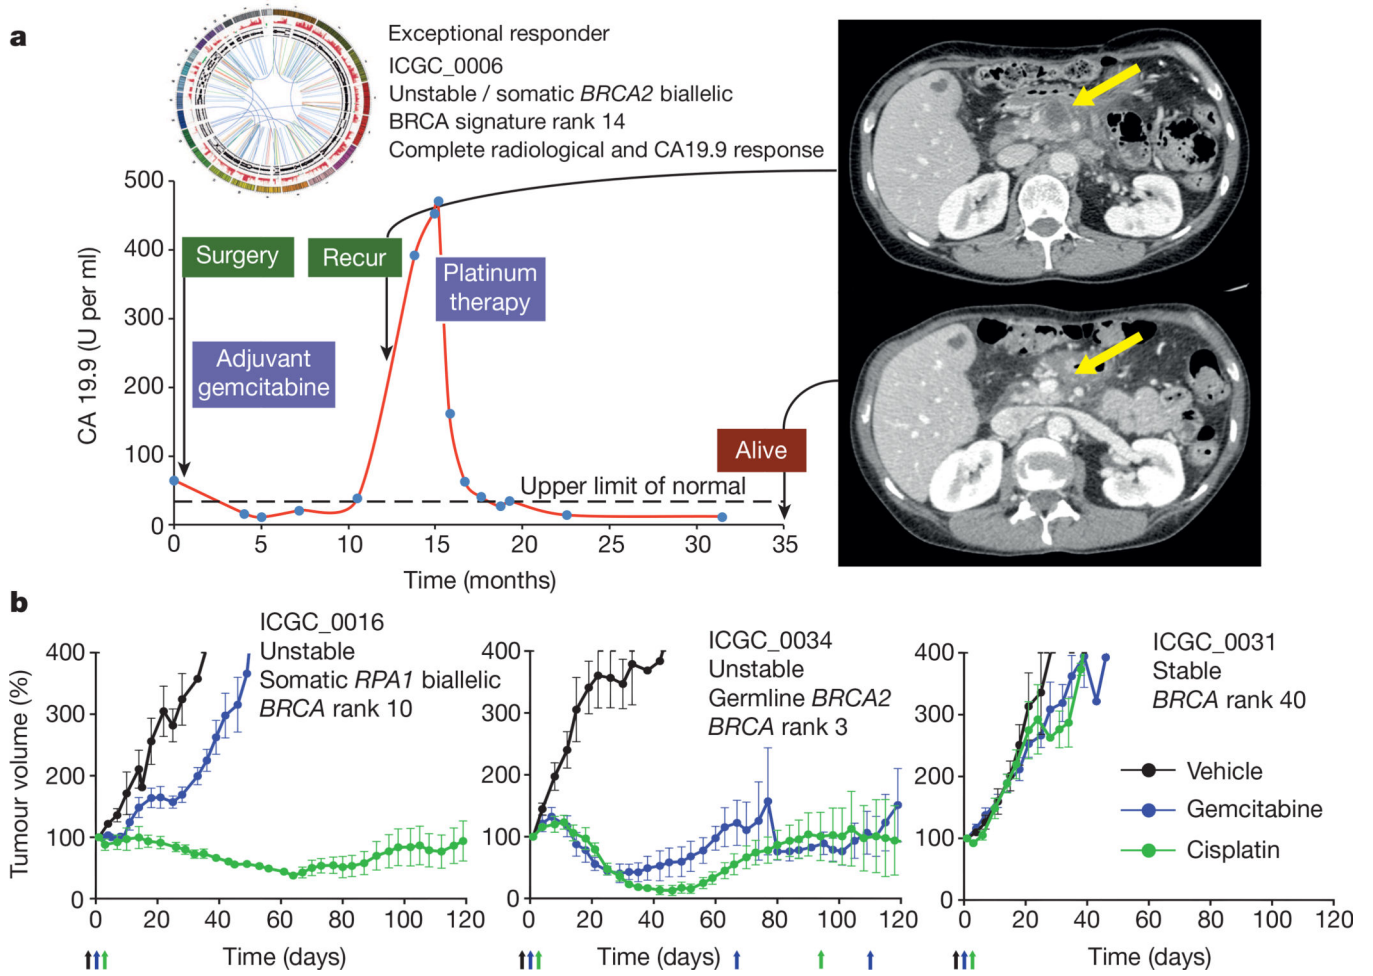 a
Exceptional responder
ICGC_0006
Unstable / somatic BRCA2 biallelic
BRCA signature rank 14
Complete radiological and CA19.9 response
500
400
300
200
100
0
CA 19.9 (U per ml)
Surgery
Recur
Platinum
therapy
Adjuvant
gemcitabine
Alive
Upper limit of normal
0 5 10 15 20 25 30 35
Time (months)
b
ICGC_0016
Unstable
Somatic RPA1 biallelic
BRCA rank 10
400
300
200
100
0
Tumour volume (%)
0 20 40 60 80 100 120
Time (days)
ICGC_0034
Unstable
Germline BRCA2
BRCA rank 3
400
300
200
100
0
0 20 40 60 80 100 120
Time (days)
ICGC_0031
Stable
BRCA rank 40
400
300
200
100
0
Vehicle
Gemcitabine
Cisplatin
0 20 40 60 80 100 120
Time (days)